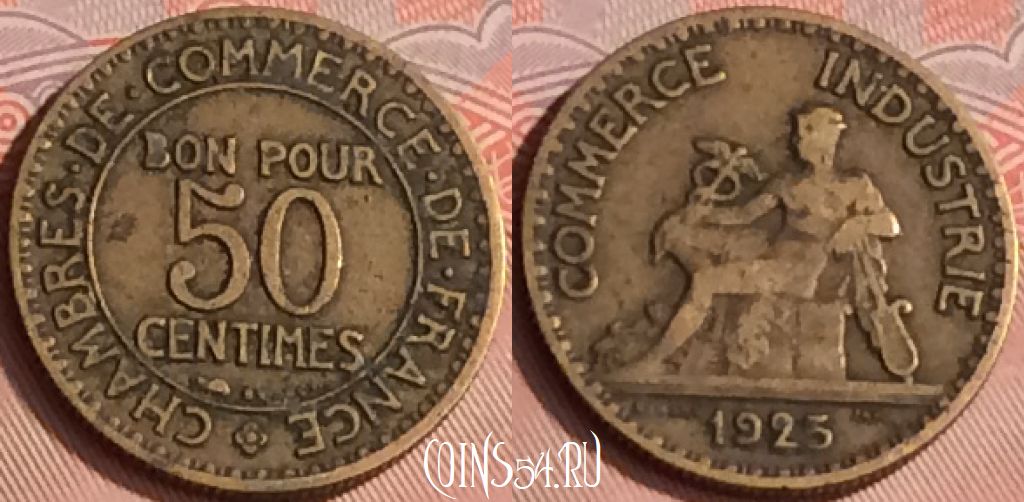 CHAMBRES · DE · COMMERCE · DE · FRANCE
BON POUR
50
CENTIMES
COMMERCE INDUSTRIE
1925
COINS54.RU